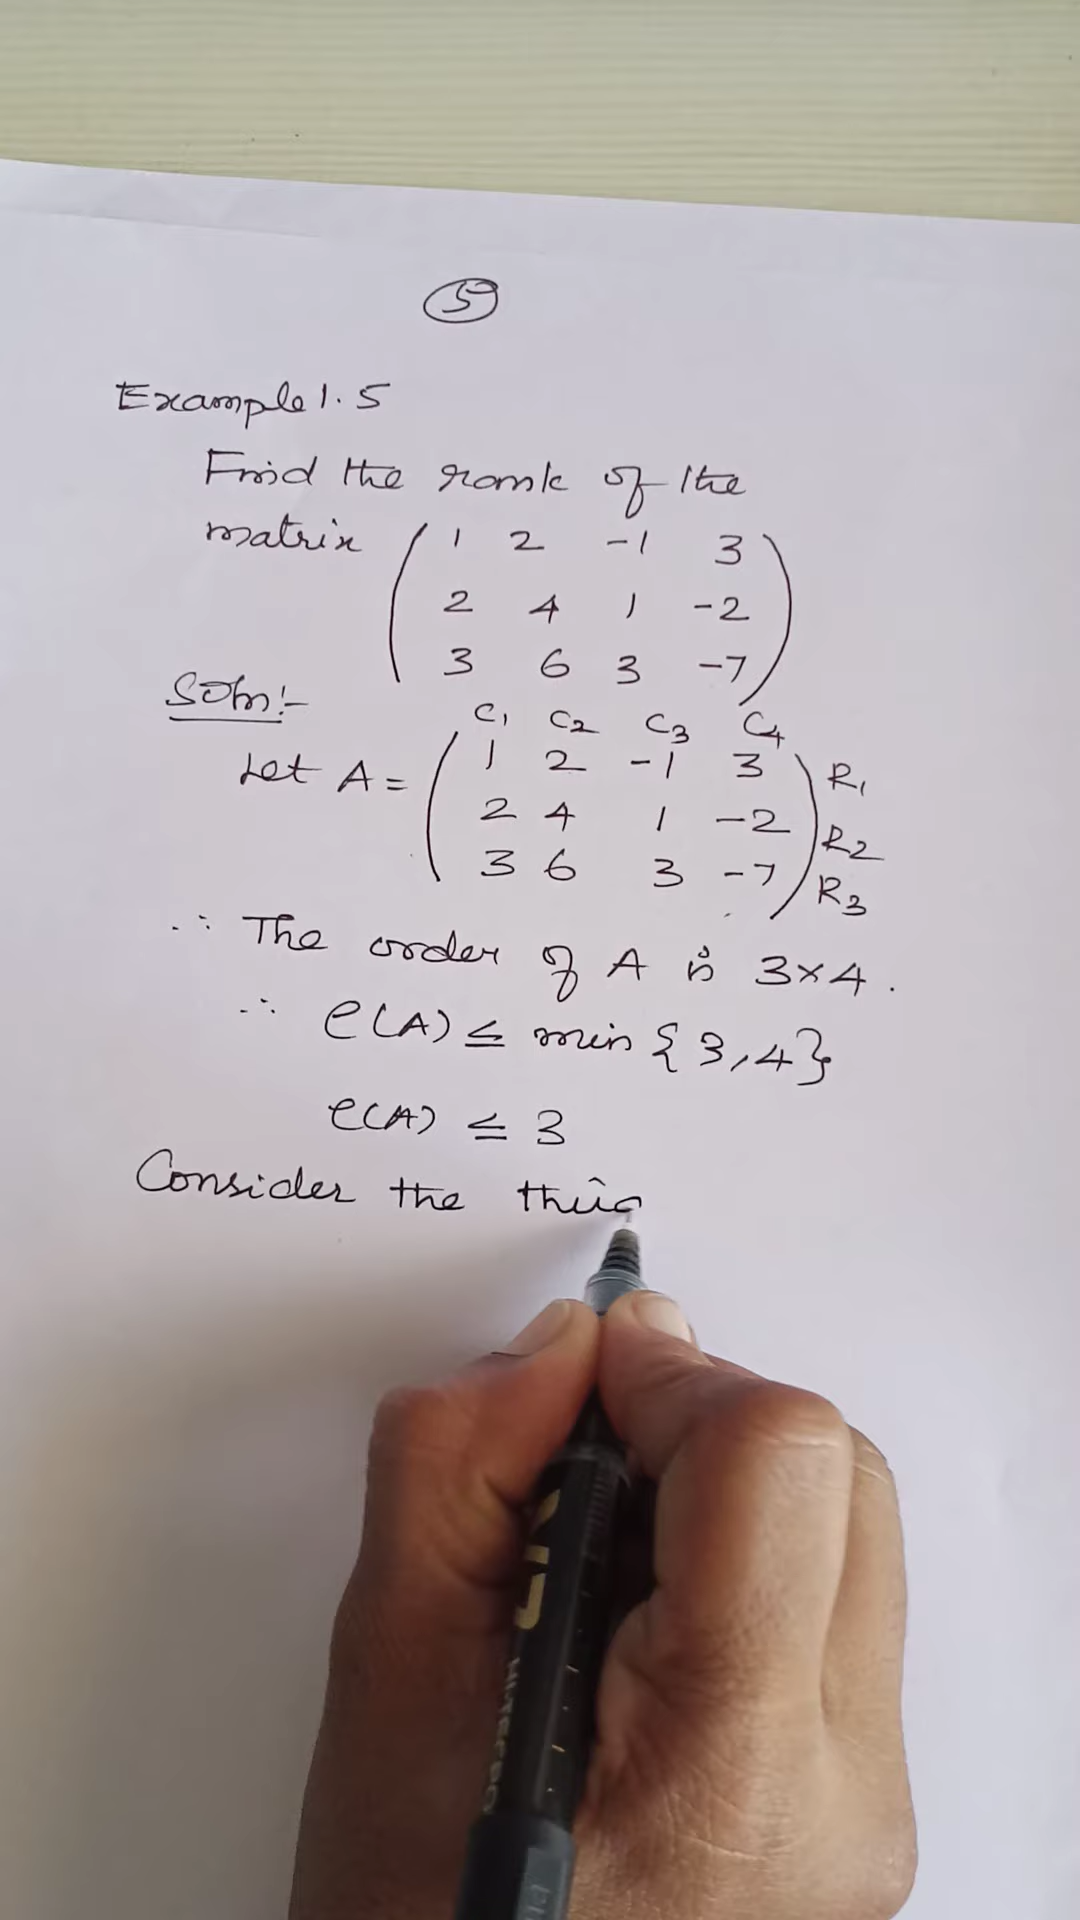 5
Example 1.5
Find the rank of the
matrix ( 1 2 -1 3
2 4 1 -2
3 6 3 -7 )
Soln:-
C1 C2 C3 C4
Let A = ( 1 2 -1 3 ) R1
2 4 1 -2 R2
3 6 3 -7 R3
∴ The order of A is 3×4.
∴ ρ(A) ≤ min {3,4}
ρ(A) ≤ 3
Consider the thir
HI-TECPO